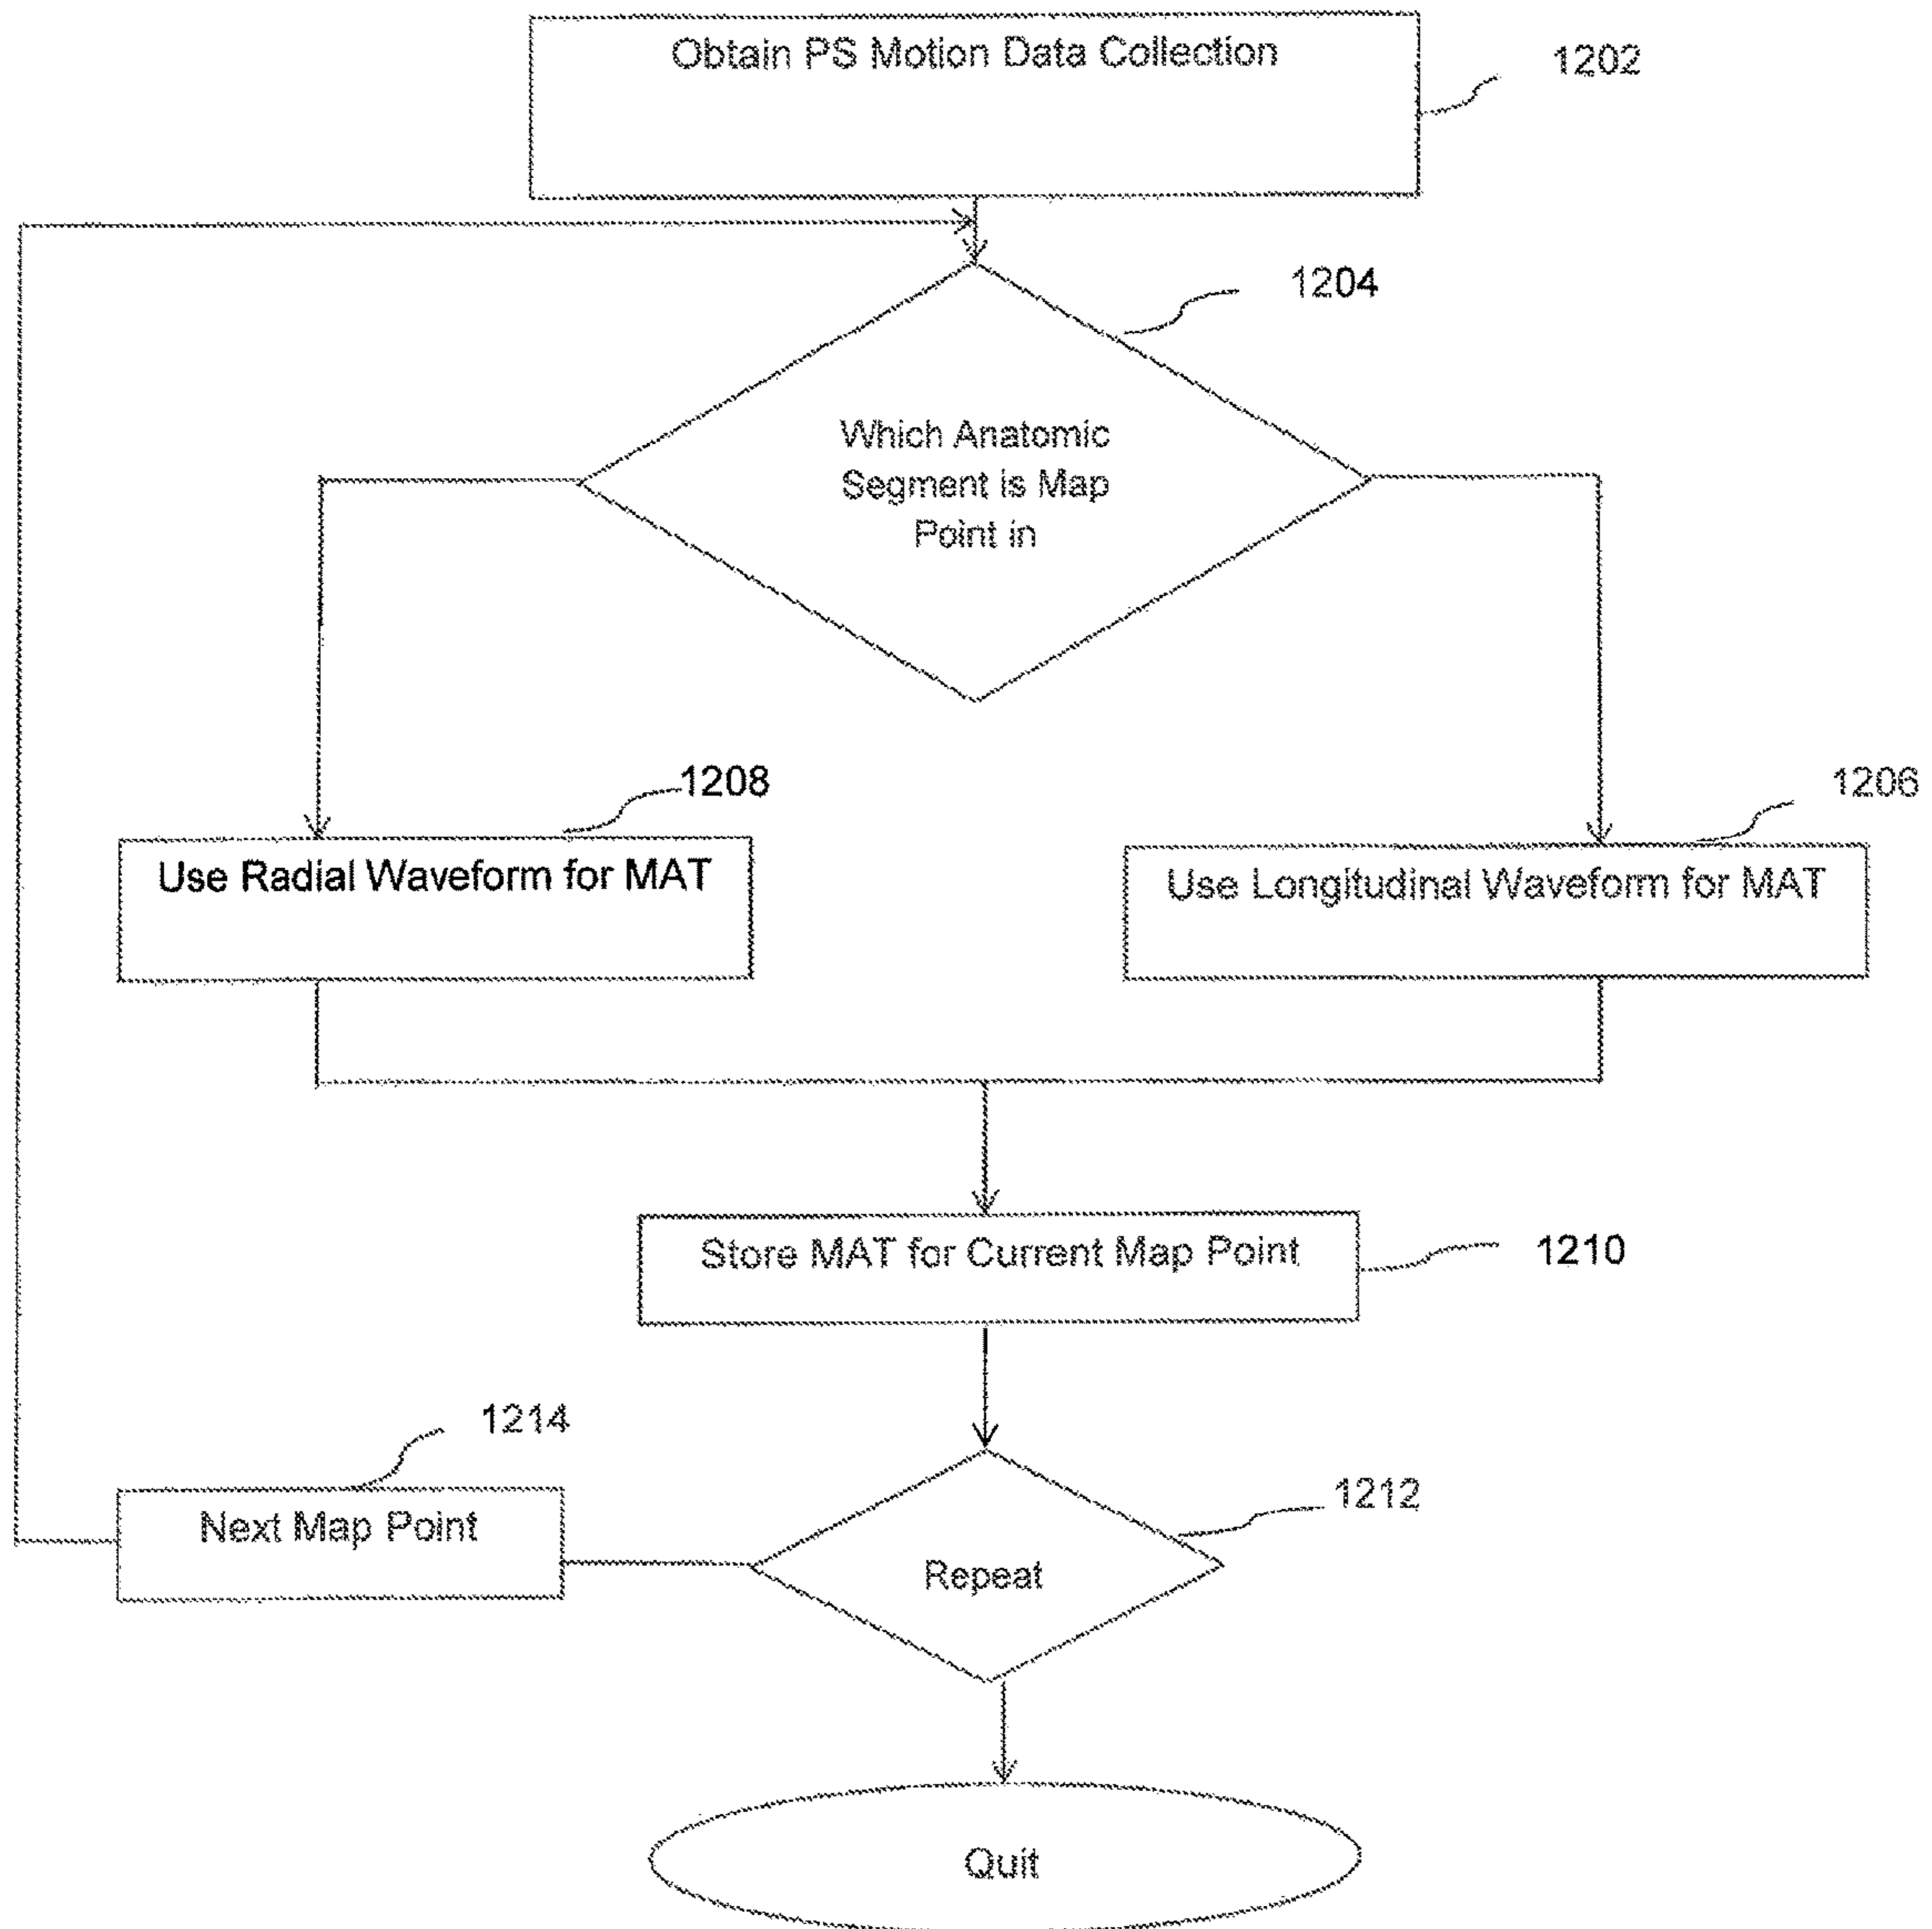 Obtain PS Motion Data Collection
1202
1204
Which Anatomic
Segment is Map
Point in
1208
1206
Use Radial Waveform for MAT
Use Longitudinal Waveform for MAT
Store MAT for Current Map Point
1210
1214
Next Map Point
1212
Repeat
Quit